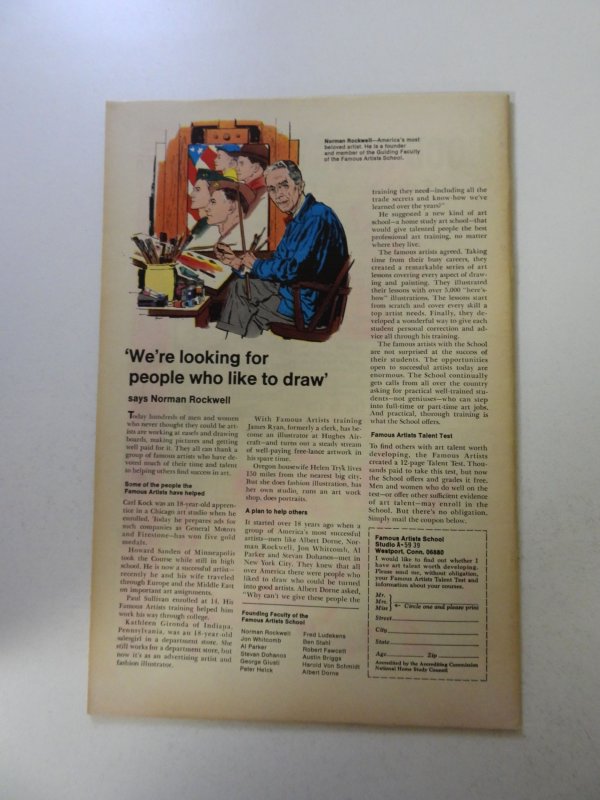 Norman Rockwell—America's most
beloved artist. He is a founder
and member of the Guiding Faculty
of the Famous Artists School.
'We're looking for
people who like to draw'
says Norman Rockwell
Today hundreds of men and women
who never thought they could be art-
ists are working at easels and drawing
boards, making pictures and getting
well paid for it. They all can thank a
group of famous artists who have de-
voted much of their time and talent
to helping others find success in art.
Some of the people the
Famous Artists have helped
Carl Kock was an 18-year-old appren-
tice in a Chicago art studio when he
enrolled. Today he prepares ads for
such companies as General Motors
and Firestone—has won five gold
medals.
Howard Sanden of Minneapolis
took the Course while still in high
school. He is now a successful artist—
recently he and his wife traveled
through Europe and the Middle East
on important art assignments.
Paul Sullivan enrolled at 14. His
Famous Artists training helped him
work his way through college.
Kathleen Gironda of Indiana,
Pennsylvania, was an 18-year-old
salesgirl in a department store. She
still works for a department store, but
now it's as an advertising artist and
fashion illustrator.
With Famous Artists training
James Ryan, formerly a clerk, has be-
come an illustrator at Hughes Air-
craft—and turns out a steady stream
of well-paying free-lance artwork in
his spare time.
Oregon housewife Helen Tryk lives
150 miles from the nearest big city.
But she does fashion illustration, has
her own studio, runs an art work
shop, does portraits.
A plan to help others
It started over 18 years ago when a
group of America's most successful
artists—men like Albert Dorne, Nor-
man Rockwell, Jon Whitcomb, Al
Parker and Stevan Dohanos—met in
New York City. They knew that all
over America there were people who
liked to draw who could be turned
into good artists. Albert Dorne asked,
"Why can't we give these people the
Founding Faculty of the
Famous Artists School
Norman Rockwell
Jon Whitcomb
Al Parker
Stevan Dohanos
George Giusti
Peter Helck
Fred Ludekens
Ben Stahl
Robert Fawcett
Austin Briggs
Harold Von Schmidt
Albert Dorne
training they need—including all the
trade secrets and know-how we've
learned over the years?"
He suggested a new kind of art
school—a home study art school—that
would give talented people the best
professional art training, no matter
where they live.
The famous artists agreed. Taking
time from their busy careers, they
created a remarkable series of art
lessons covering every aspect of draw-
ing and painting. They illustrated
their lessons with over 5,000 "here's-
how" illustrations. The lessons start
from scratch and cover every skill a
top artist needs. Finally, they de-
veloped a wonderful way to give each
student personal correction and ad-
vice all through his training.
The famous artists with the School
are not surprised at the success of
their students. The opportunities
open to successful artists today are
enormous. The School continually
gets calls from all over the country
asking for practical well-trained stu-
dents—not geniuses—who can step
into full-time or part-time art jobs.
And practical, thorough training is
what the School offers.
Famous Artists Talent Test
To find others with art talent worth
developing, the Famous Artists
created a 12-page Talent Test. Thou-
sands paid to take this test, but now
the School offers and grades it free.
Men and women who do well on the
test—or offer other sufficient evidence
of art talent—may enroll in the
School. But there's no obligation.
Simply mail the coupon below.
Famous Artists School
Studio A-59 39
Westport, Conn. 06880
I would like to find out whether I
have art talent worth developing.
Please send me, without obligation,
your Famous Artists Talent Test and
information about your courses.
Mr.
Mrs.
Miss Circle one and please print
Street
City
State
Age Zip
Accredited by the Accrediting Commission
National Home Study Council